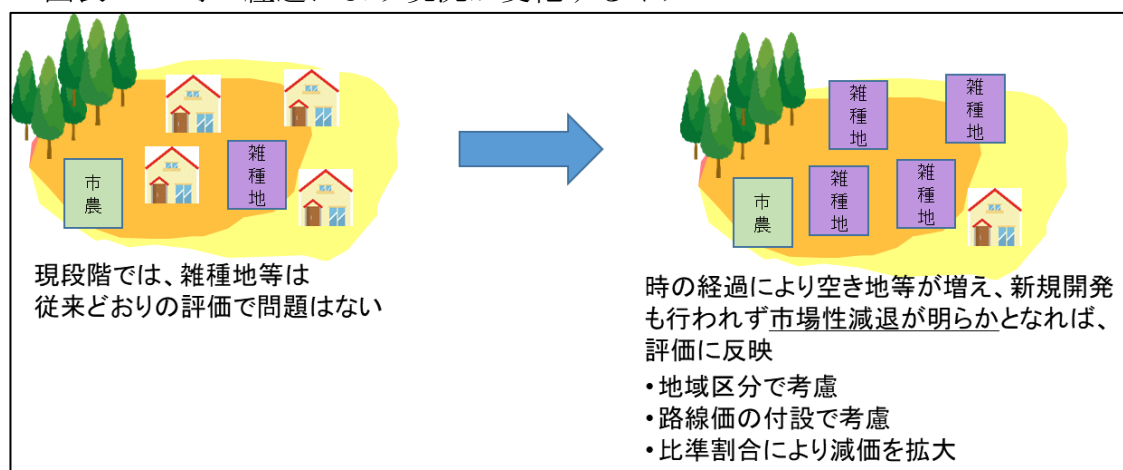 市農
雑種地
現段階では、雑種地等は
従来どおりの評価で問題はない
雑種地
雑種地
雑種地
雑種地
市農
時の経過により空き地等が増え、新規開発
も行われず市場性減退が明らかとなれば、
評価に反映
・地域区分で考慮
・路線価の付設で考慮
・比準割合により減価を拡大